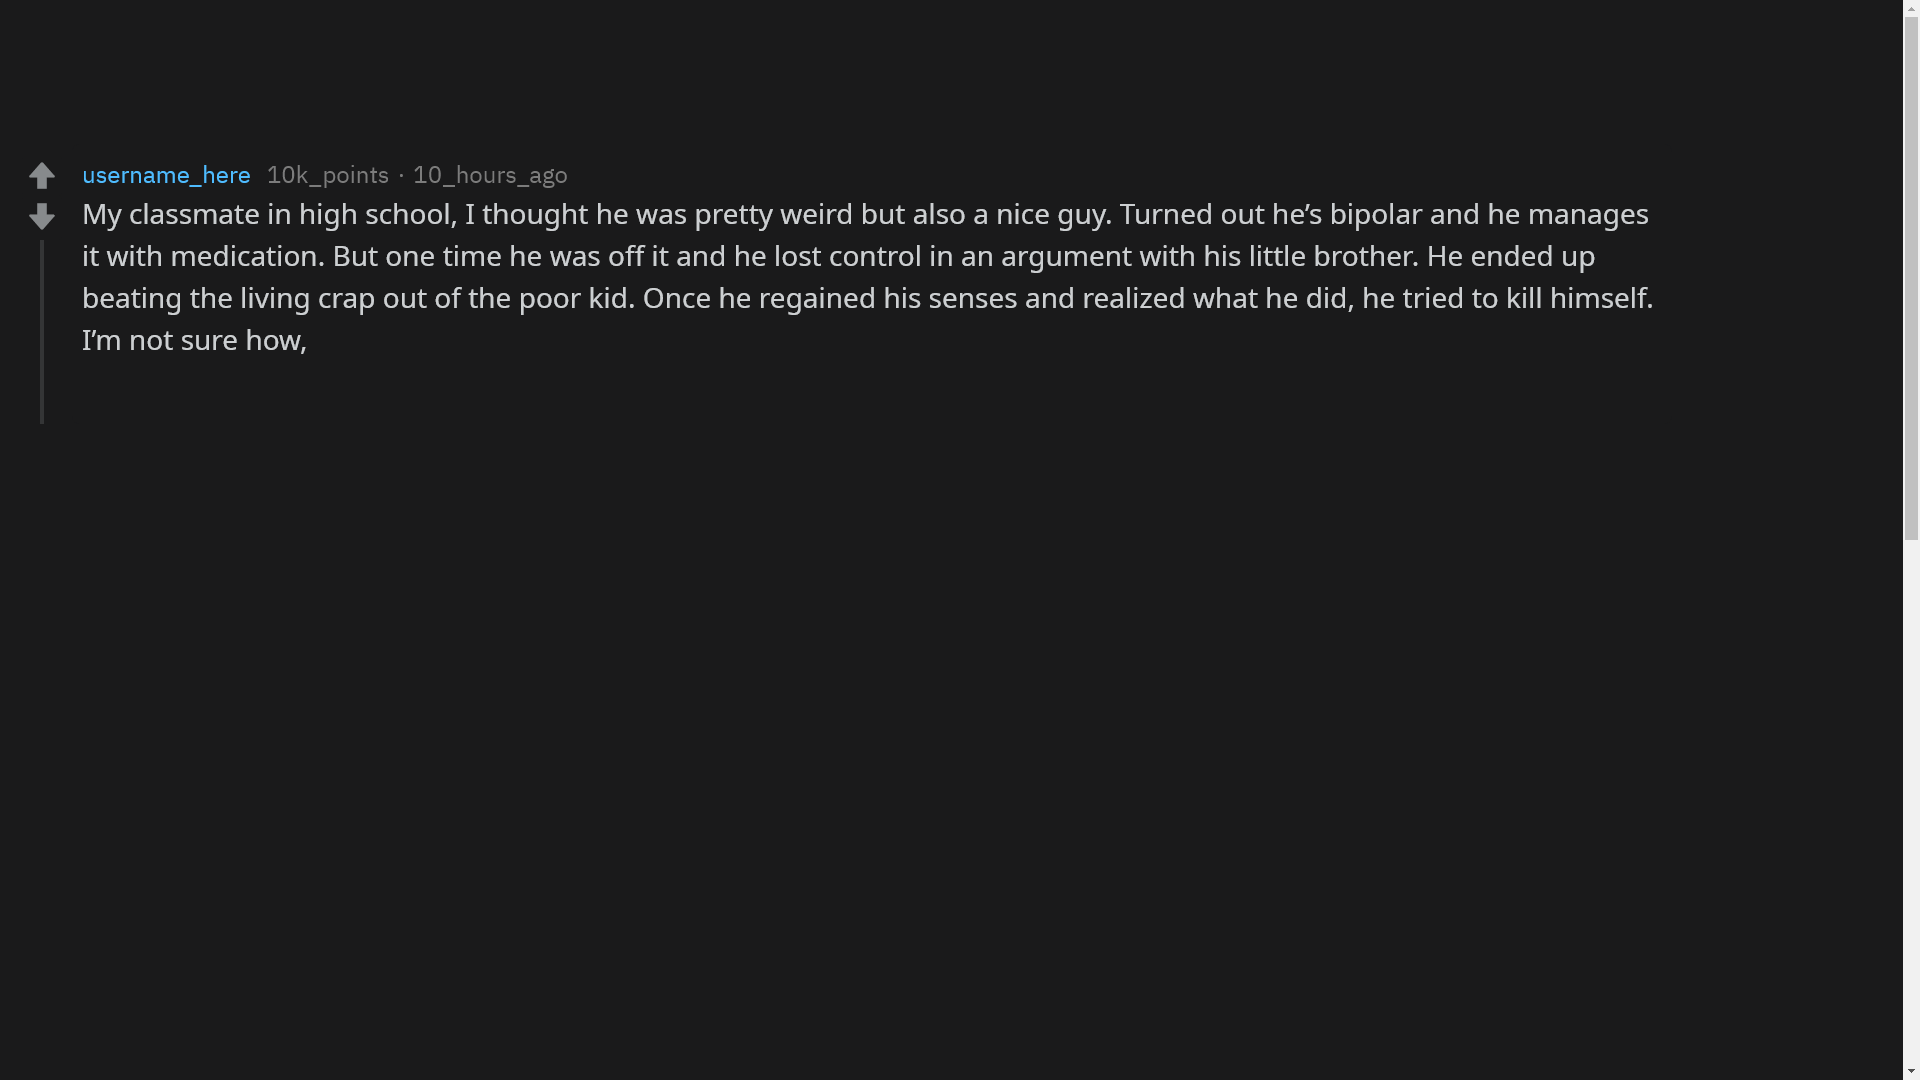 username_here 10k_points · 10_hours_ago
My classmate in high school, I thought he was pretty weird but also a nice guy. Turned out he’s bipolar and he manages
it with medication. But one time he was off it and he lost control in an argument with his little brother. He ended up
beating the living crap out of the poor kid. Once he regained his senses and realized what he did, he tried to kill himself.
I’m not sure how,